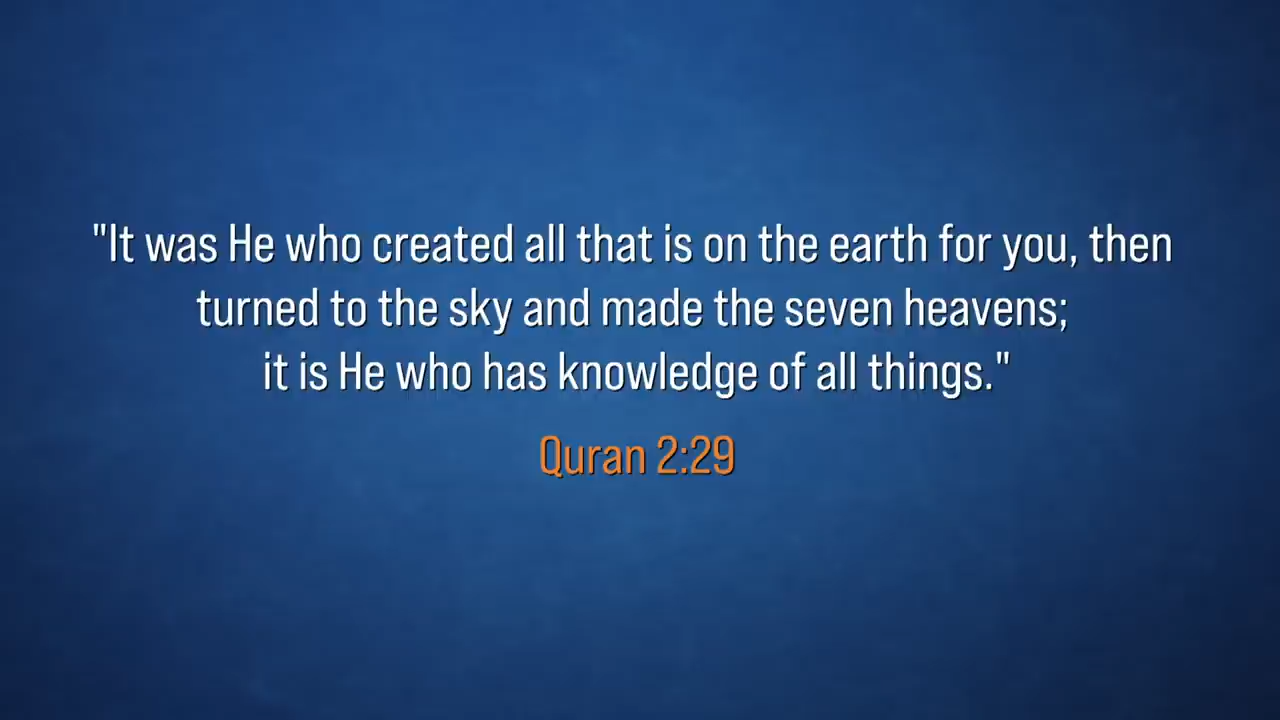 "It was He who created all that is on the earth for you, then
turned to the sky and made the seven heavens;
it is He who has knowledge of all things."
Quran 2:29